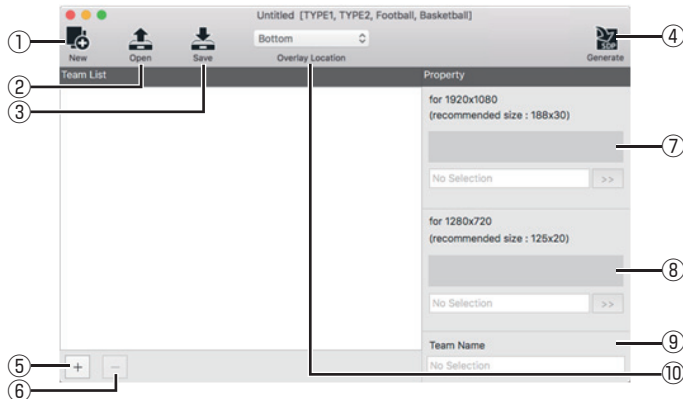 Untitled [TYPE1, TYPE2, Football, Basketball]
① New
Open
Save
Bottom
Overlay Location
27
SDP
Generate ④
②
③
Team List
Property
for 1920x1080
(recommended size : 188x30)
⑦
No Selection >>
for 1280x720
(recommended size : 125x20)
⑧
No Selection >>
Team Name ⑨
No Selection
⑤ +
⑥ −
⑩